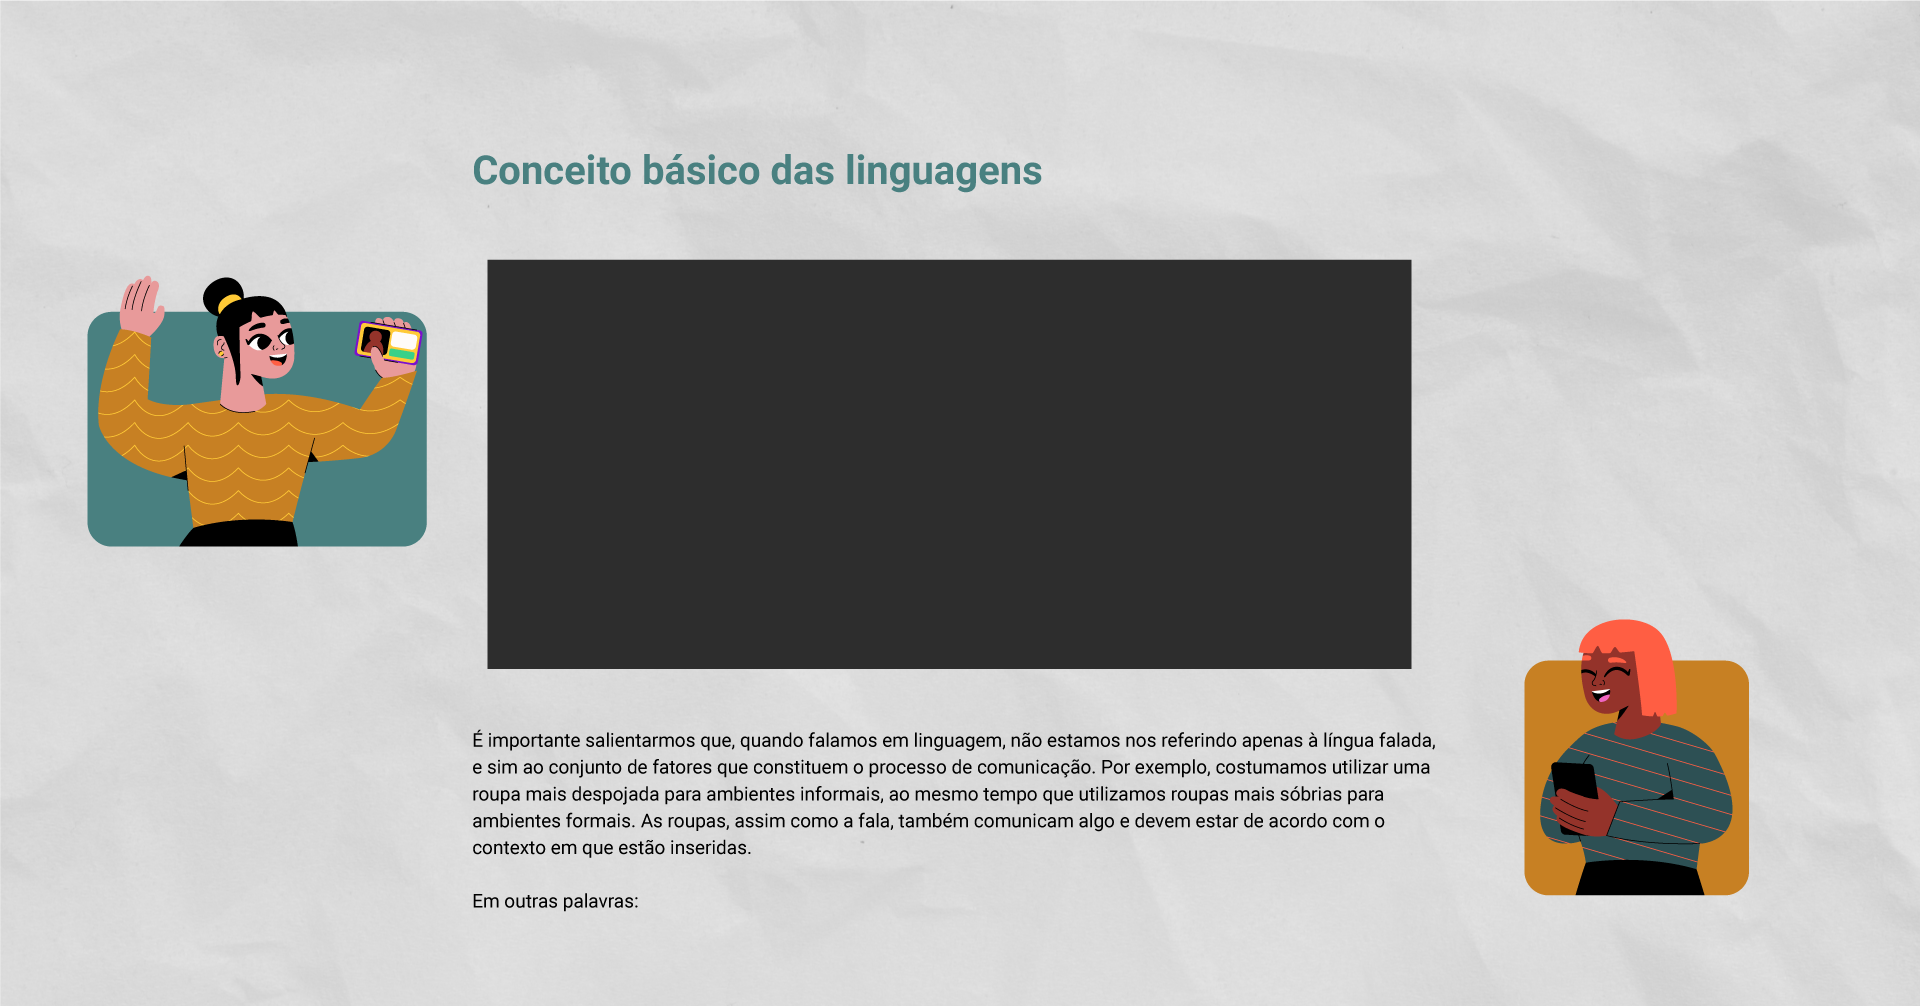 Conceito básico das linguagens
É importante salientarmos que, quando falamos em linguagem, não estamos nos referindo apenas à língua falada,
e sim ao conjunto de fatores que constituem o processo de comunicação. Por exemplo, costumamos utilizar uma
roupa mais despojada para ambientes informais, ao mesmo tempo que utilizamos roupas mais sóbrias para
ambientes formais. As roupas, assim como a fala, também comunicam algo e devem estar de acordo com o
contexto em que estão inseridas.
Em outras palavras: